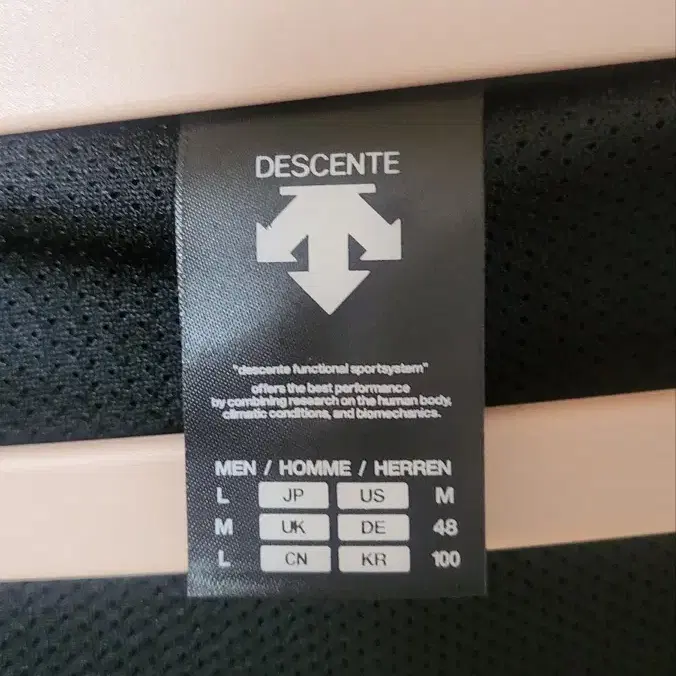 DESCENTE
"descente functional sportsystem"
offers the best performance
by combining research on the human body,
climatic conditions, and biomechanics.
MEN / HOMME / HERREN
L JP US M
M UK DE 48
L CN KR 100